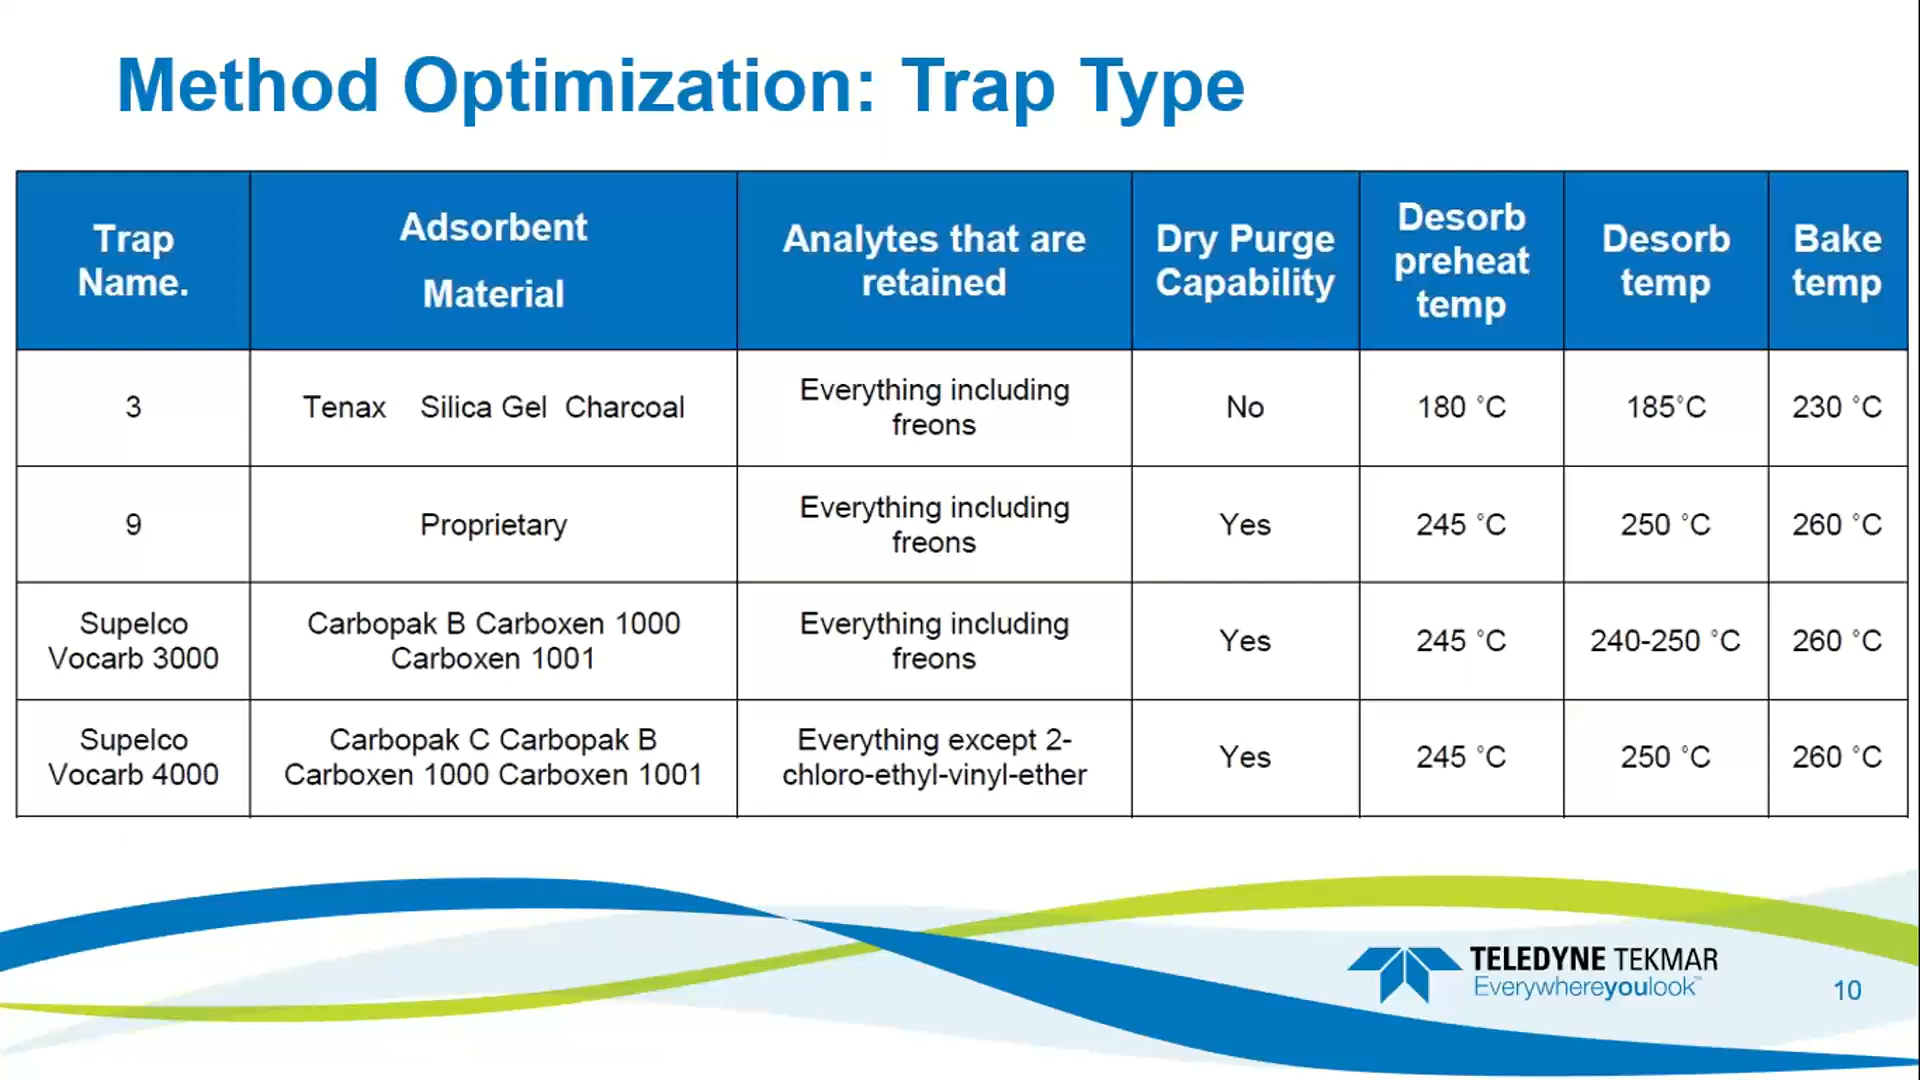 Method Optimization: Trap Type
Trap
Name.
Adsorbent
Material
Analytes that are
retained
Dry Purge
Capability
Desorb
preheat
temp
Desorb
temp
Bake
temp
3
Tenax Silica Gel Charcoal
Everything including
freons
No
180 °C
185°C
230 °C
9
Proprietary
Everything including
freons
Yes
245 °C
250 °C
260 °C
Supelco
Vocarb 3000
Carbopak B Carboxen 1000
Carboxen 1001
Everything including
freons
Yes
245 °C
240-250 °C
260 °C
Supelco
Vocarb 4000
Carbopak C Carbopak B
Carboxen 1000 Carboxen 1001
Everything except 2-
chloro-ethyl-vinyl-ether
Yes
245 °C
250 °C
260 °C
TELEDYNE TEKMAR
Everywhereyoulook™
10